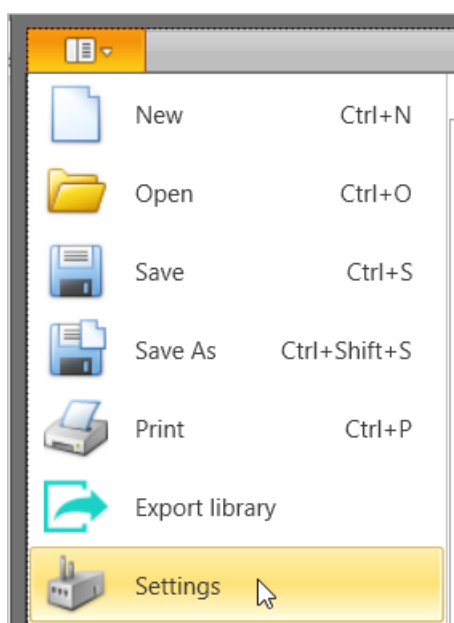 New Ctrl+N
Open Ctrl+O
Save Ctrl+S
Save As Ctrl+Shift+S
Print Ctrl+P
Export library
Settings